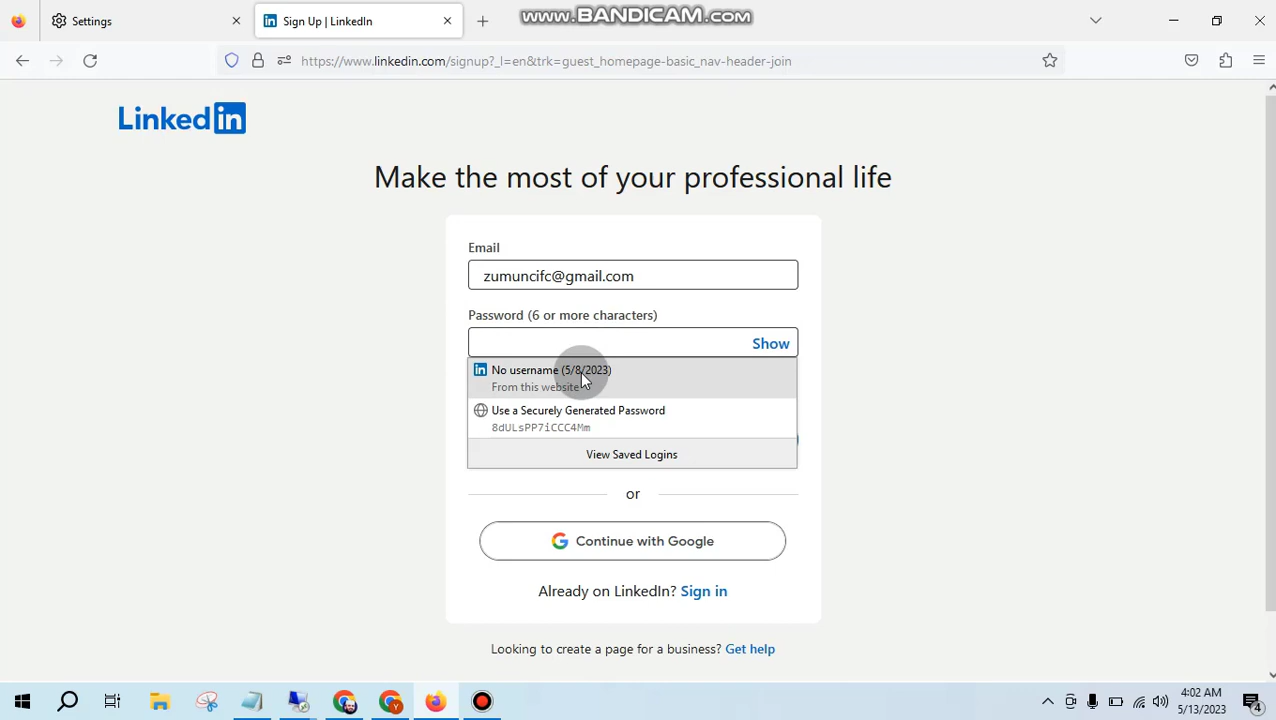 www.BANDICAM.com
Settings
Sign Up | LinkedIn
https://www.linkedin.com/signup?_l=en&trk=guest_homepage-basic_nav-header-join
Linkedin
Make the most of your professional life
Email
zumuncifc@gmail.com
Password (6 or more characters)
Show
No username (5/8/2023)
From this website
Use a Securely Generated Password
8dULsPP7iCCC4Mm
View Saved Logins
or
Continue with Google
Already on LinkedIn? Sign in
Looking to create a page for a business? Get help
Y
4:02 AM
5/13/2023
4